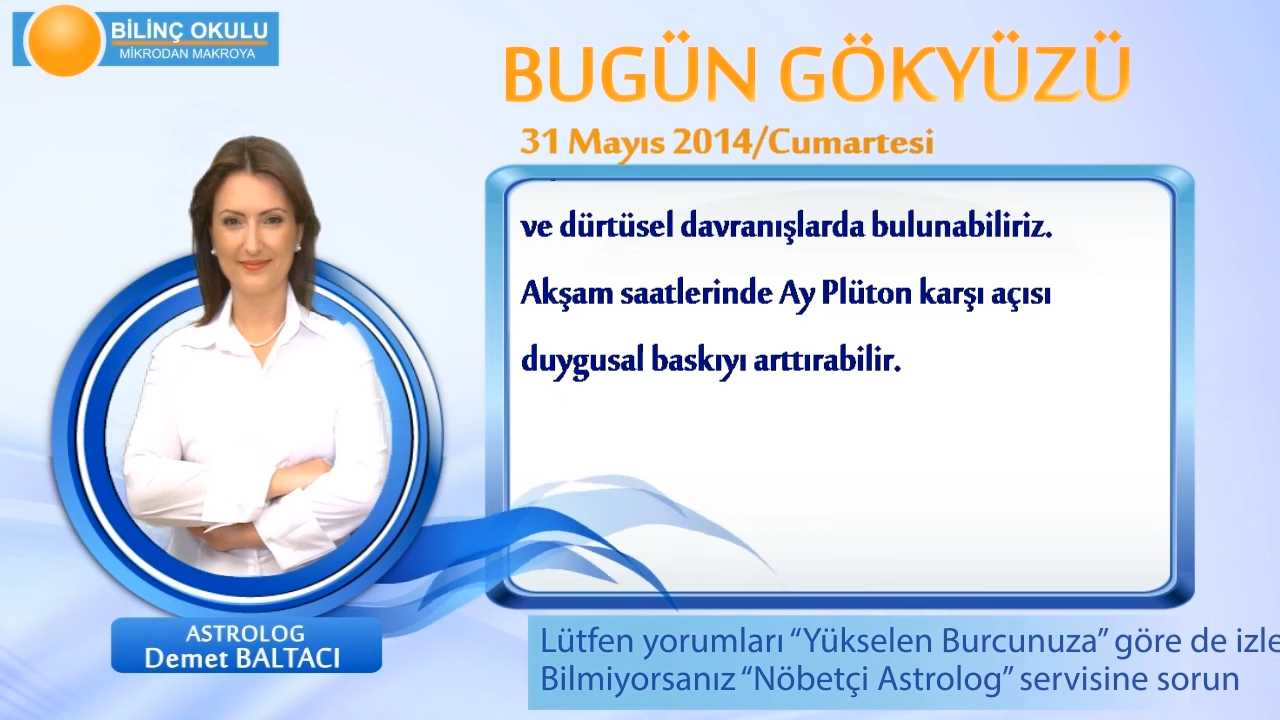 BİLİNÇ OKULU
MİKRODAN MAKROYA
BUGÜN GÖKYÜZÜ
31 Mayıs 2014/Cumartesi
ve dürtüsel davranışlarda bulunabiliriz.
Akşam saatlerinde Ay Plüton karşı açısı
duygusal baskıyı arttırabilir.
ASTROLOG
Demet BALTACI
Lütfen yorumları “Yükselen Burcunuza” göre de izle
Bilmiyorsanız “Nöbetçi Astrolog” servisine sorun